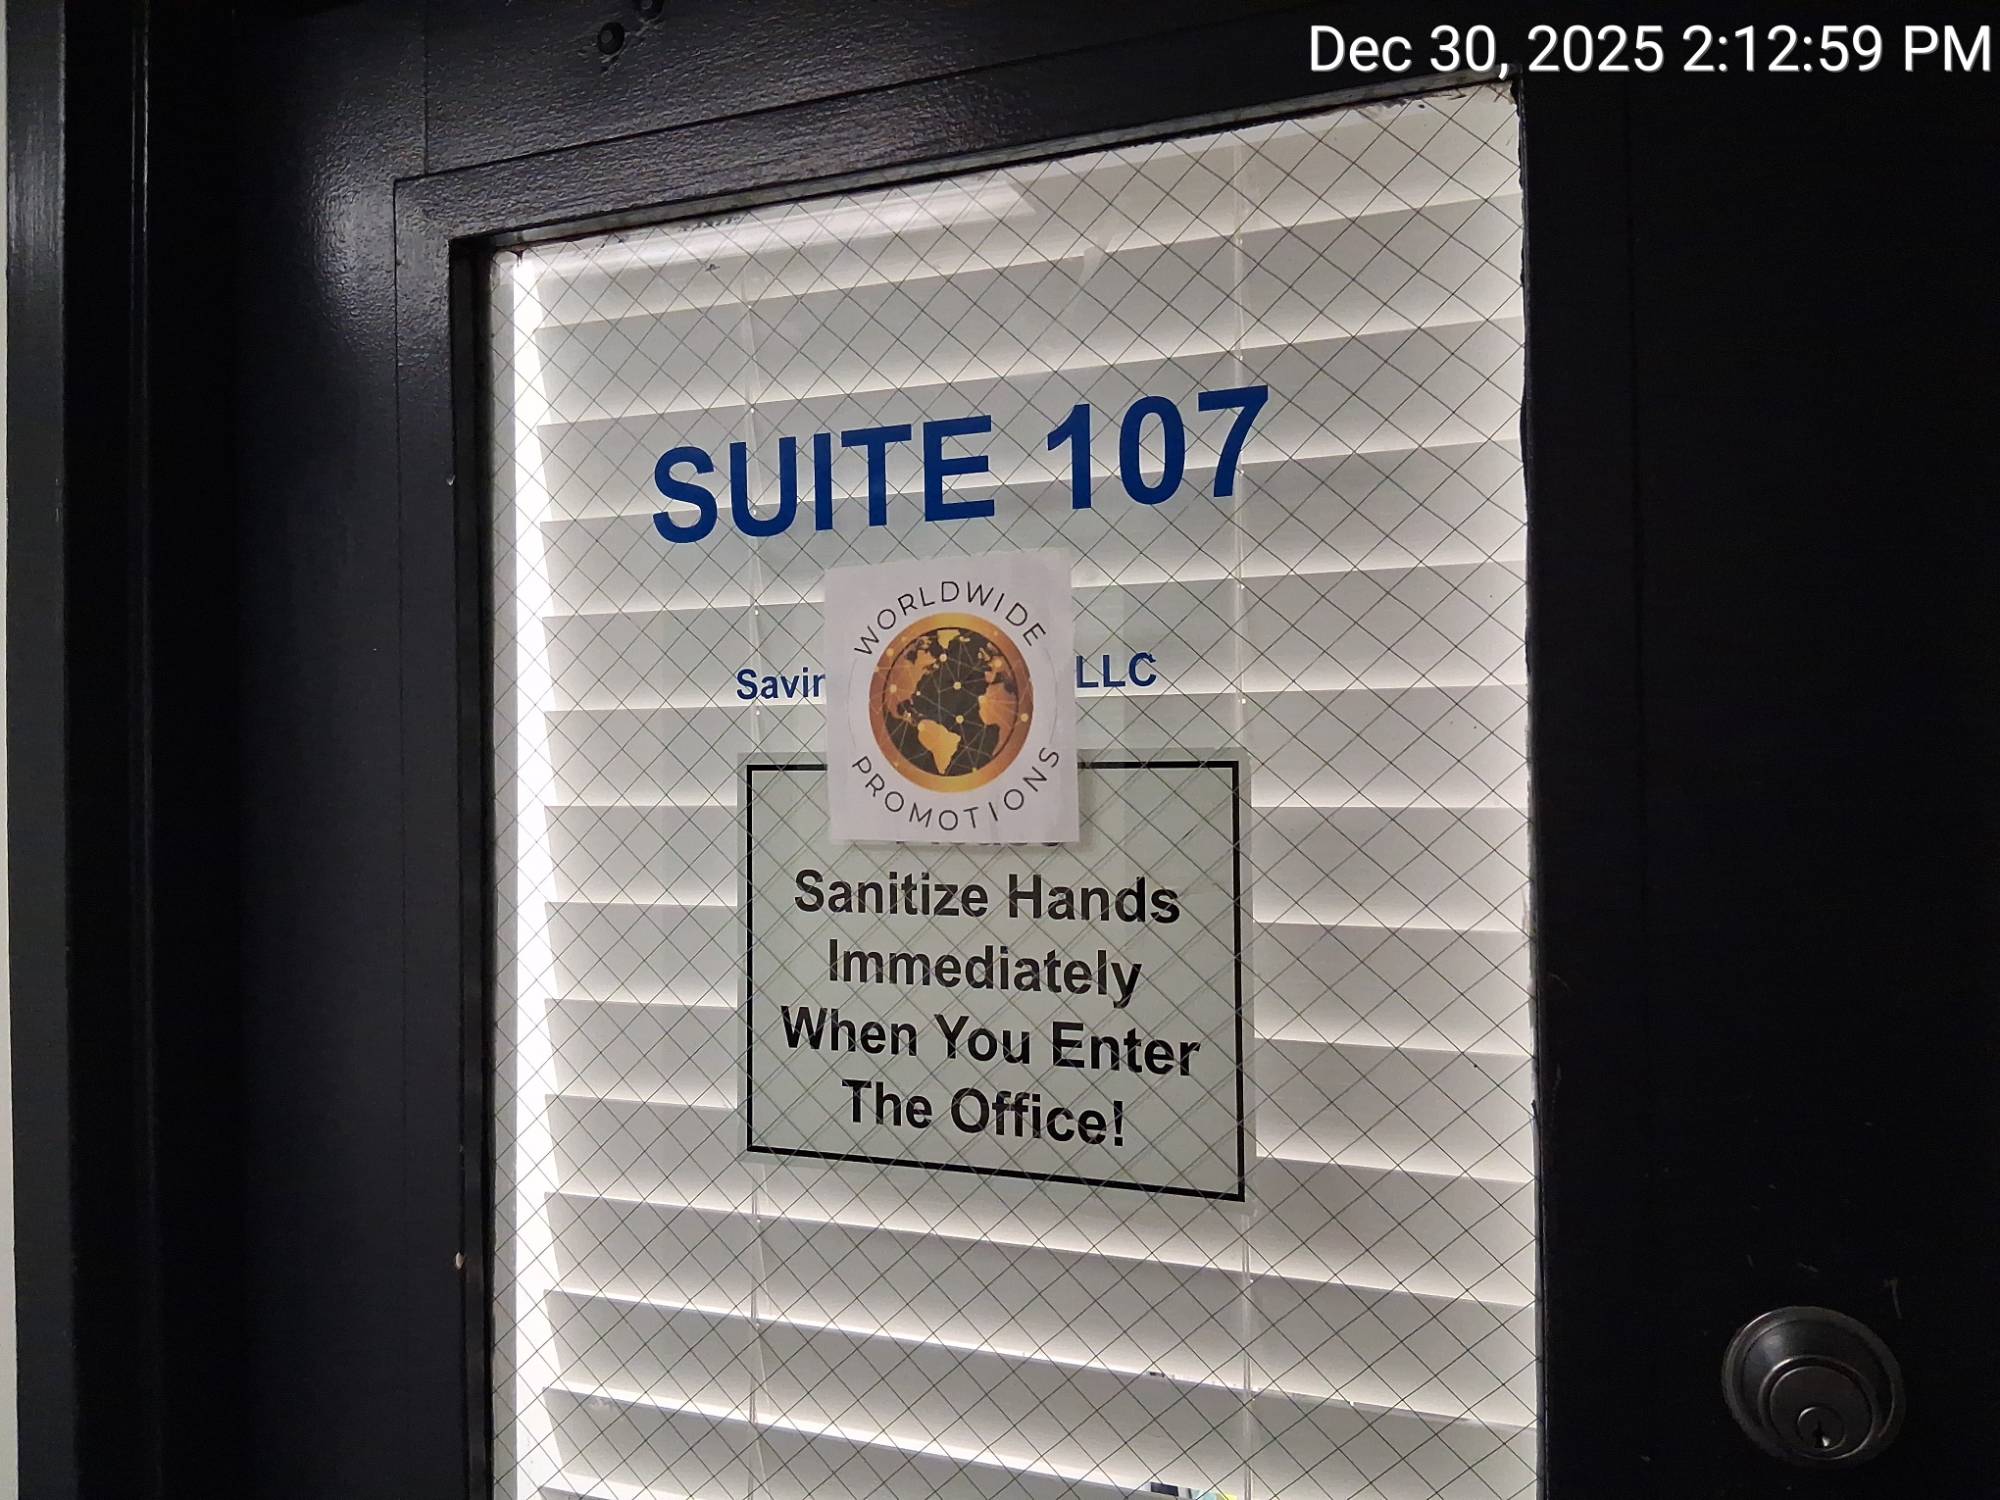 Dec 30, 2025 2:12:59 PM
SUITE 107
WORLDWIDE
LLC
PROMOTIONS
Sanitize Hands
Immediately
When You Enter
The Office!